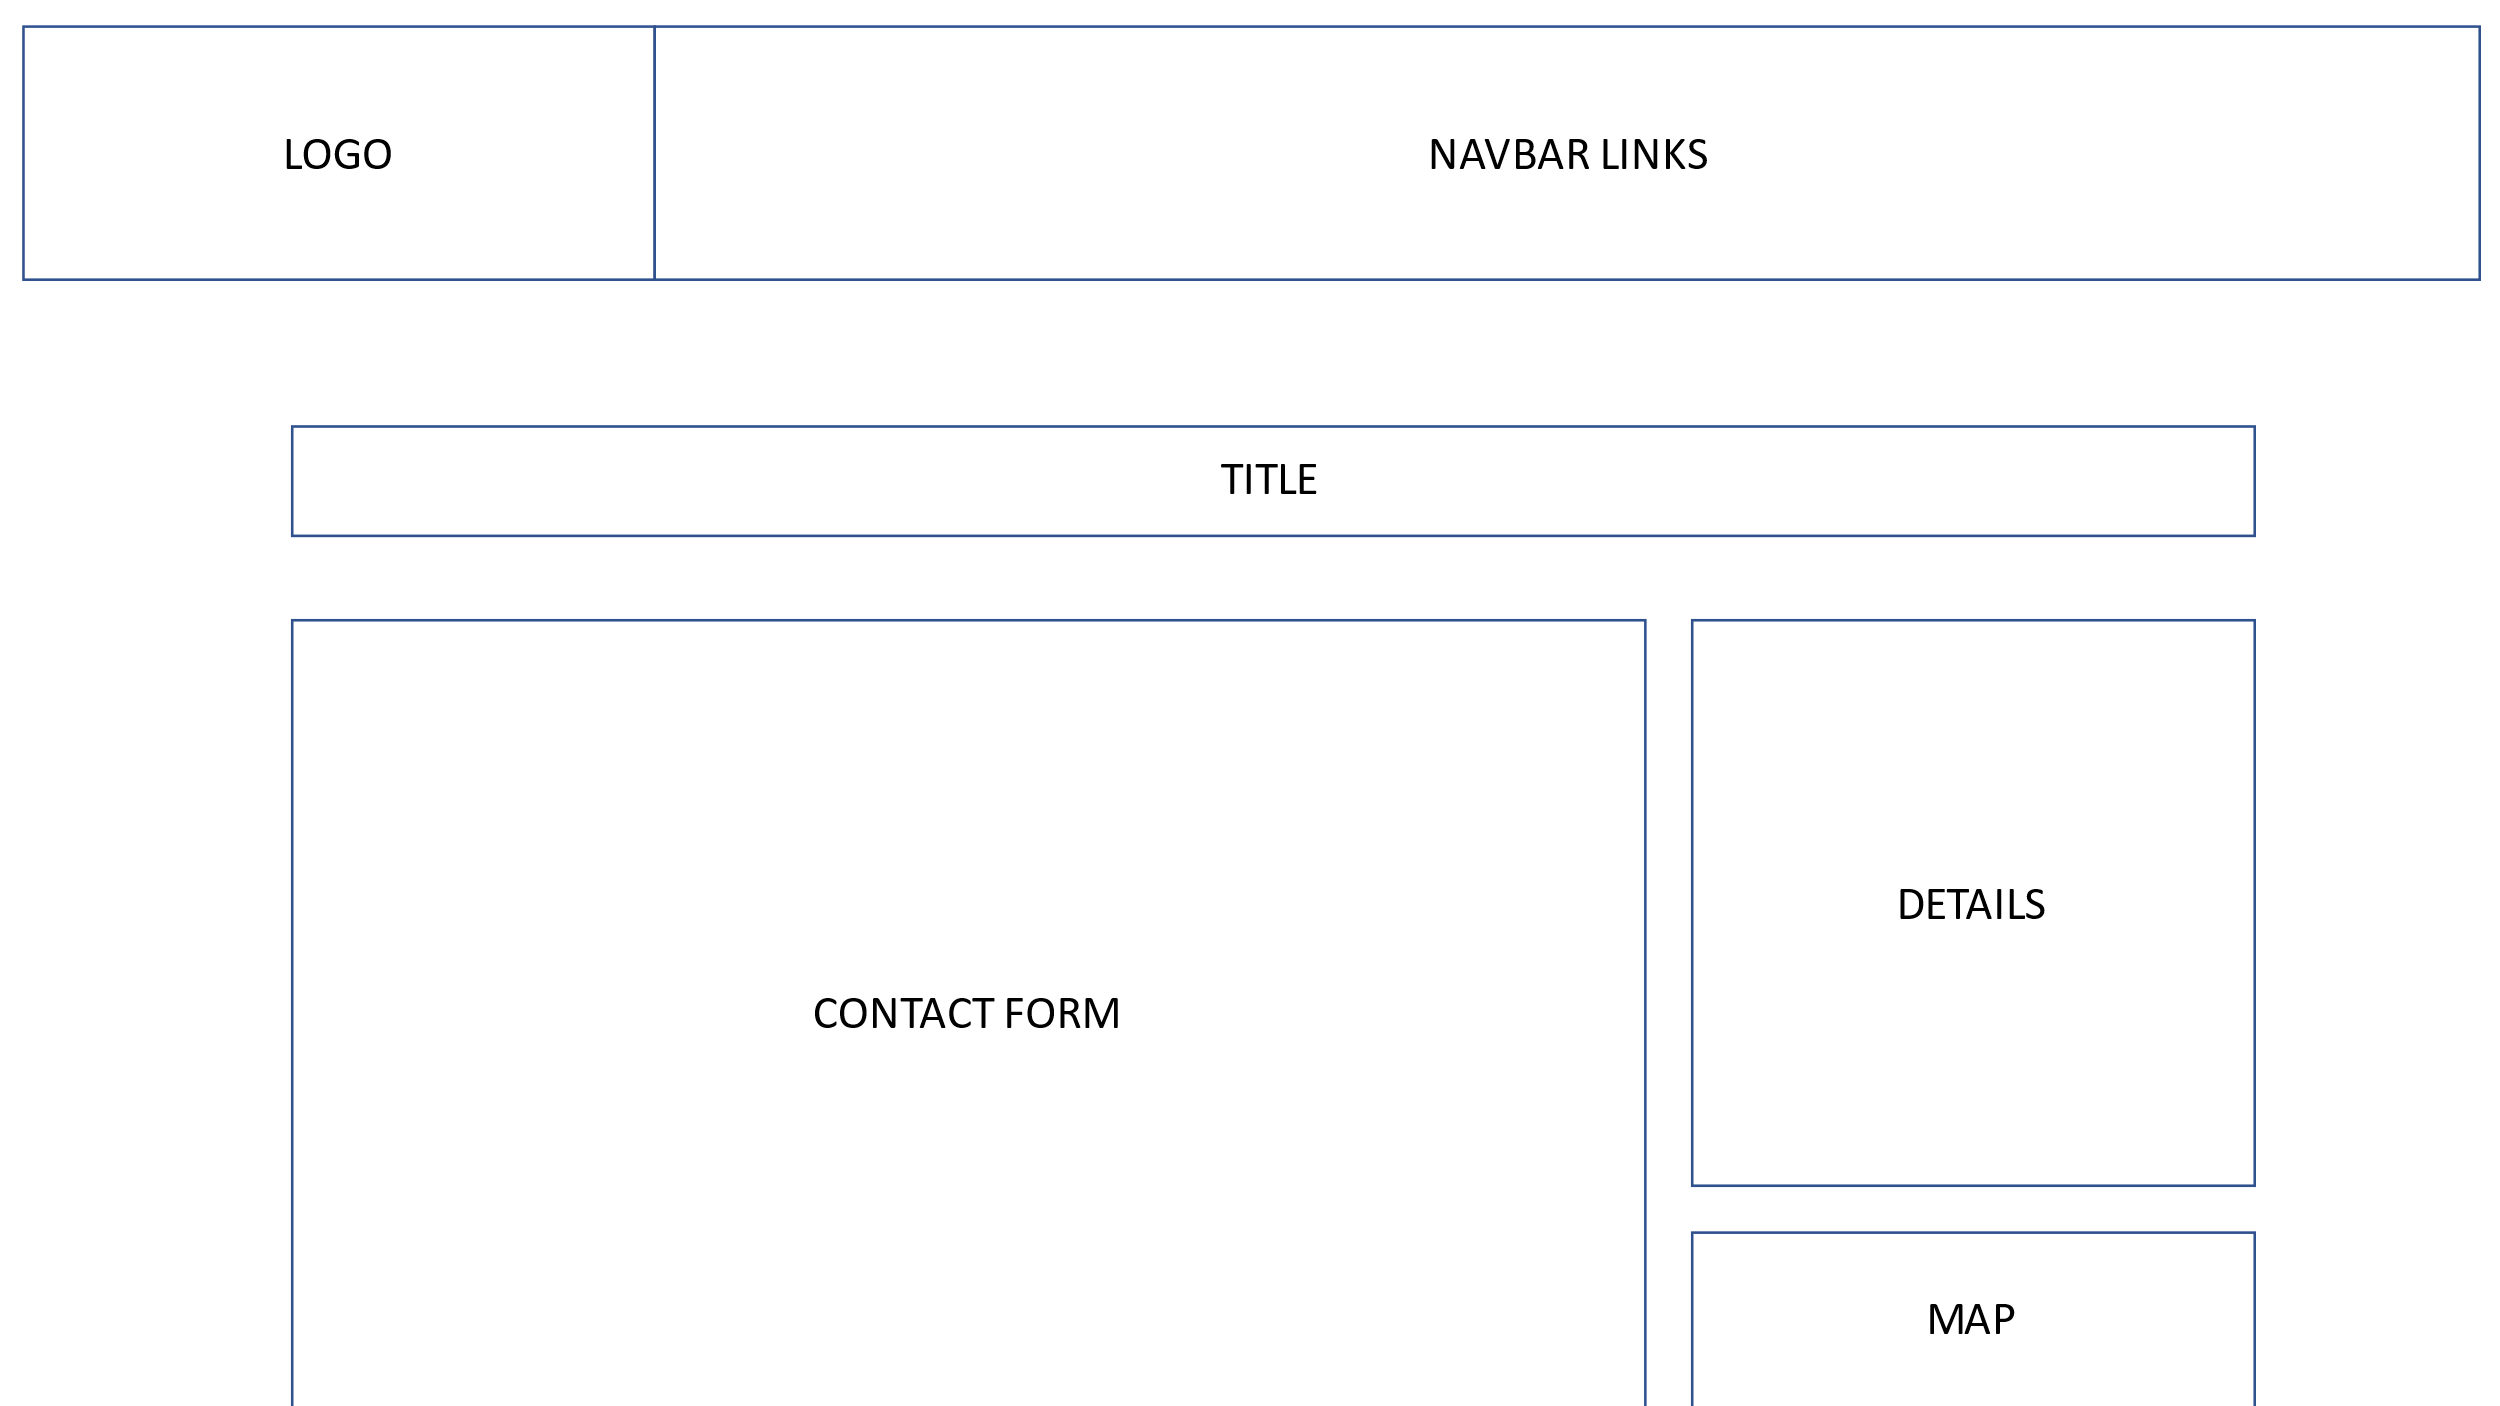 LOGO
NAVBAR LINKS
TITLE
CONTACT FORM
DETAILS
MAP